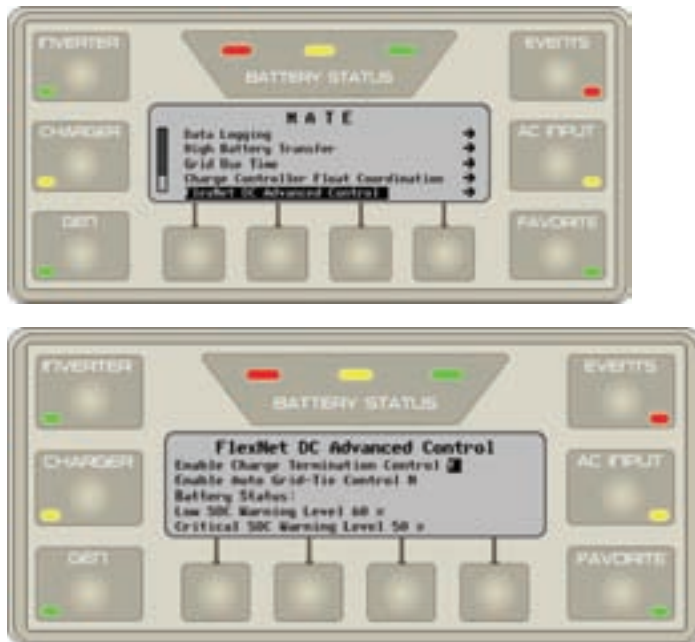 INVERTER
EVENTS
BATTERY STATUS
CHARGER
AC INPUT
MATE
Data Logging
High Battery Transfer
Grid Use Time
Charge Controller Float Coordination
FlexNet DC Advanced Control
GEN
FAVORITE
INVERTER
EVENTS
BATTERY STATUS
CHARGER
AC INPUT
FlexNet DC Advanced Control
Enable Charge Termination Control
Enable Auto Grid-Tie Control N
Battery Status:
Low SOC Warning Level 60 %
Critical SOC Warning Level 50 %
GEN
FAVORITE